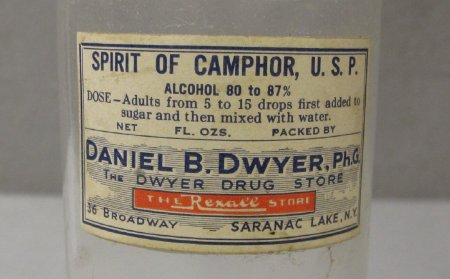 SPIRIT OF CAMPHOR, U. S. P.
ALCOHOL 80 to 87%
DOSE—Adults from 5 to 15 drops first added to
sugar and then mixed with water.
NET FL. OZS. PACKED BY
DANIEL B. DWYER, Ph.G.
THE DWYER DRUG STORE
THE Rexall STORE
36 BROADWAY SARANAC LAKE, N.Y.